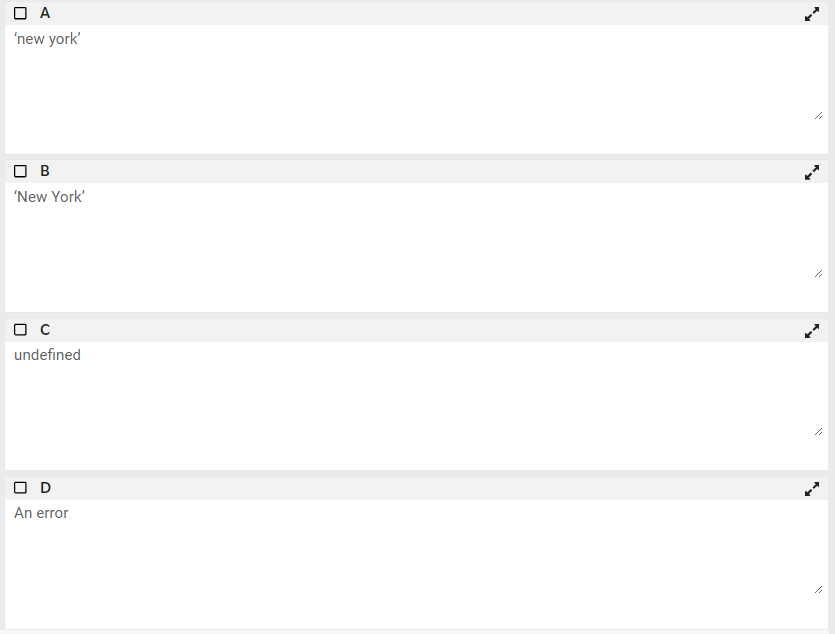 A
‘new york’
B
‘New York’
C
undefined
D
An error